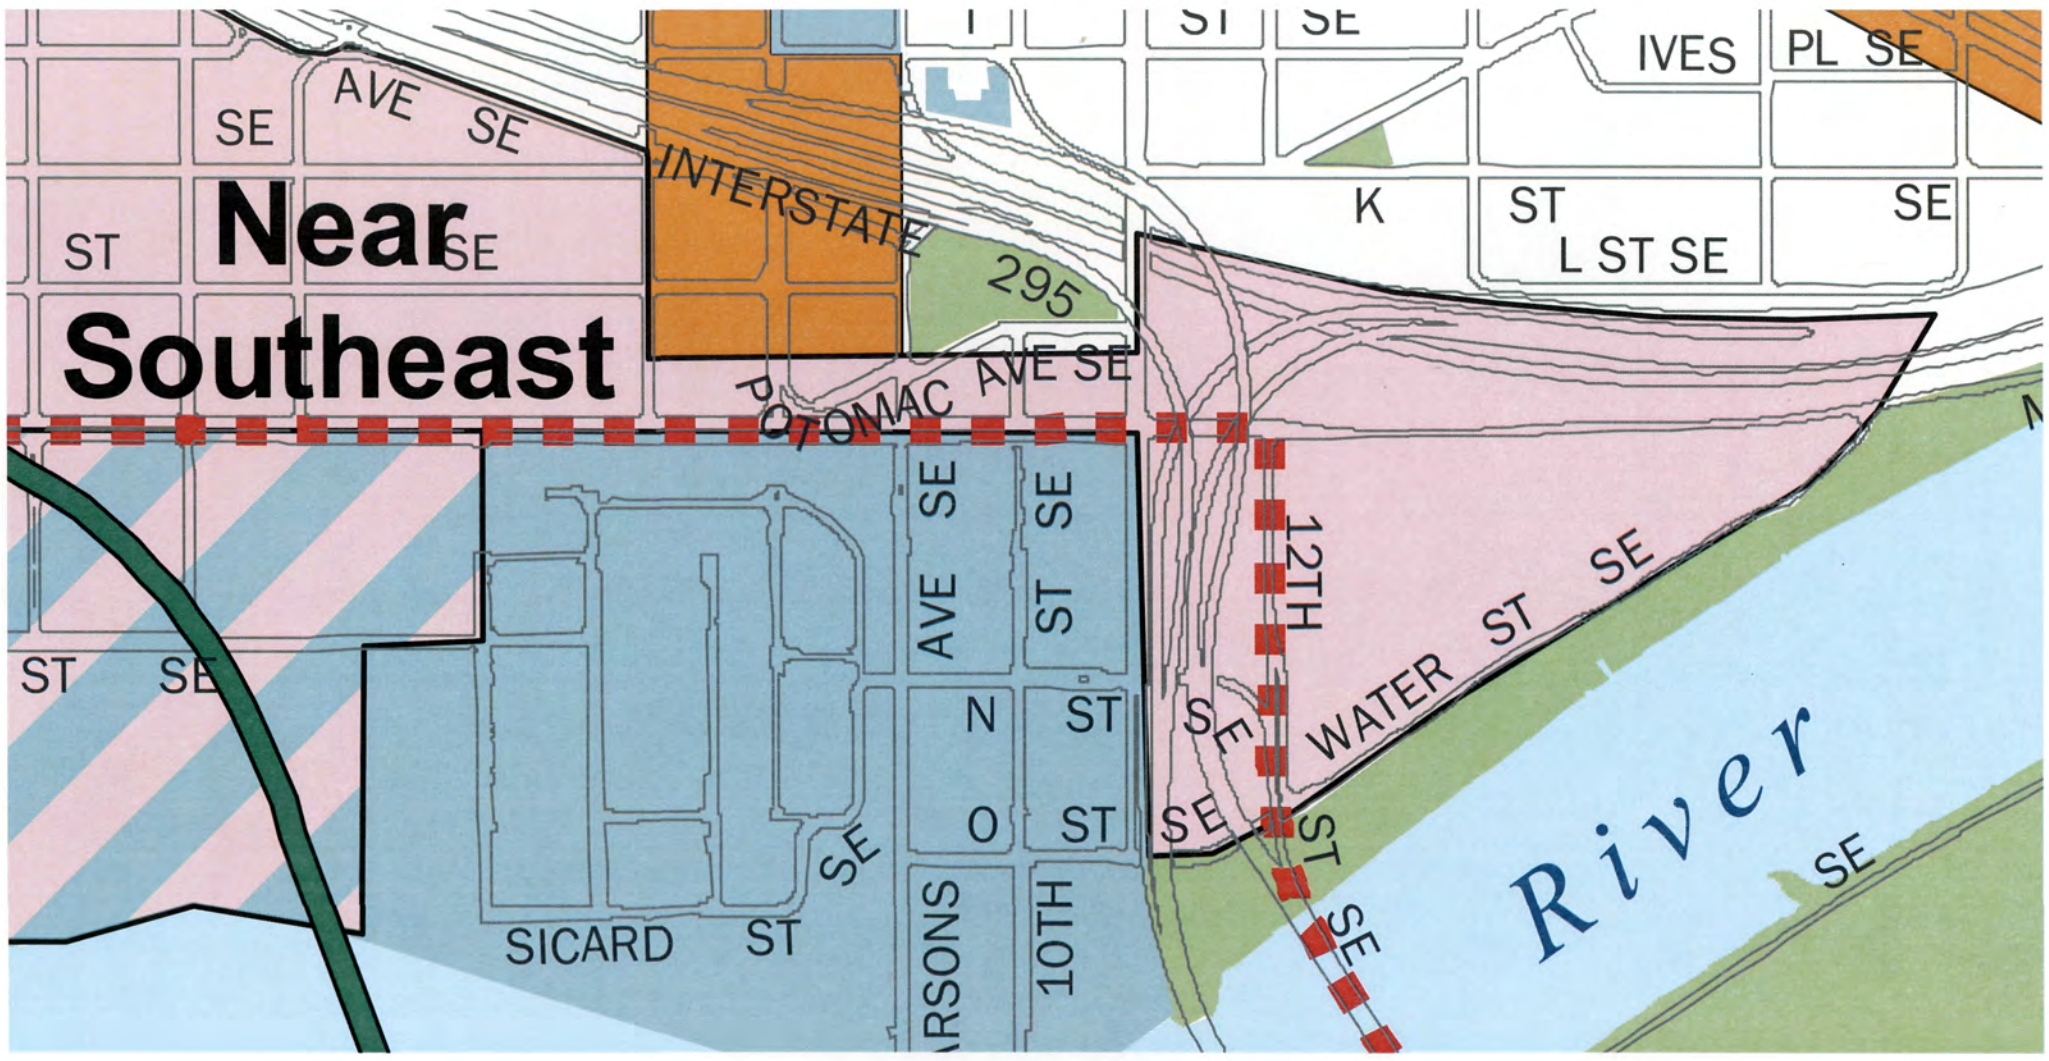 ST SE
IVES PL SE
AVE SE
SE
INTERSTATE
295
K ST SE
L ST SE
Near
ST SE
Southeast
POTOMAC AVE SE
AVE SE
ST SE
12TH
ST SE
WATER ST SE
ST SE
N ST SE
O ST SE
SE
SICARD ST
10TH
ST SE
River
SE